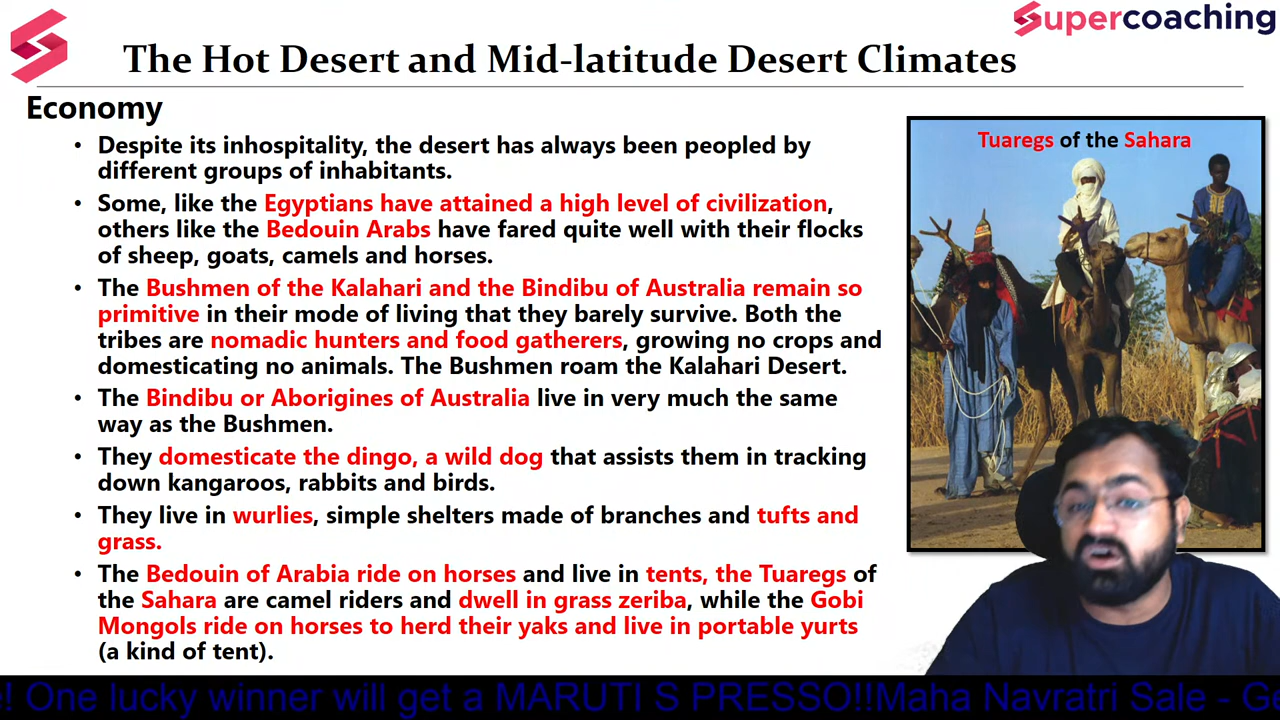 Supercoaching
The Hot Desert and Mid-latitude Desert Climates
Economy
• Despite its inhospitality, the desert has always been peopled by
different groups of inhabitants.
• Some, like the Egyptians have attained a high level of civilization,
others like the Bedouin Arabs have fared quite well with their flocks
of sheep, goats, camels and horses.
• The Bushmen of the Kalahari and the Bindibu of Australia remain so
primitive in their mode of living that they barely survive. Both the
tribes are nomadic hunters and food gatherers, growing no crops and
domesticating no animals. The Bushmen roam the Kalahari Desert.
• The Bindibu or Aborigines of Australia live in very much the same
way as the Bushmen.
• They domesticate the dingo, a wild dog that assists them in tracking
down kangaroos, rabbits and birds.
• They live in wurlies, simple shelters made of branches and tufts and
grass.
• The Bedouin of Arabia ride on horses and live in tents, the Tuaregs of
the Sahara are camel riders and dwell in grass zeriba, while the Gobi
Mongols ride on horses to herd their yaks and live in portable yurts
(a kind of tent).
Tuaregs of the Sahara
e! One lucky winner will get a MARUTI S PRESSO!!Maha Navratri Sale - Ge